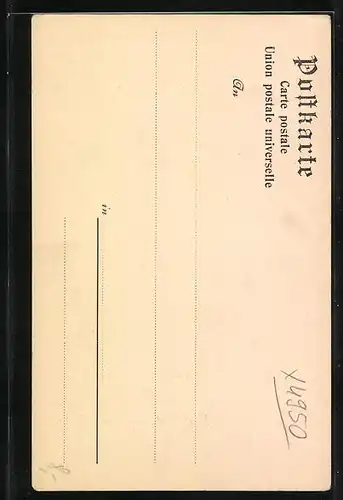 Postkarte
Carte postale
Union postale universelle
An
in
x4950